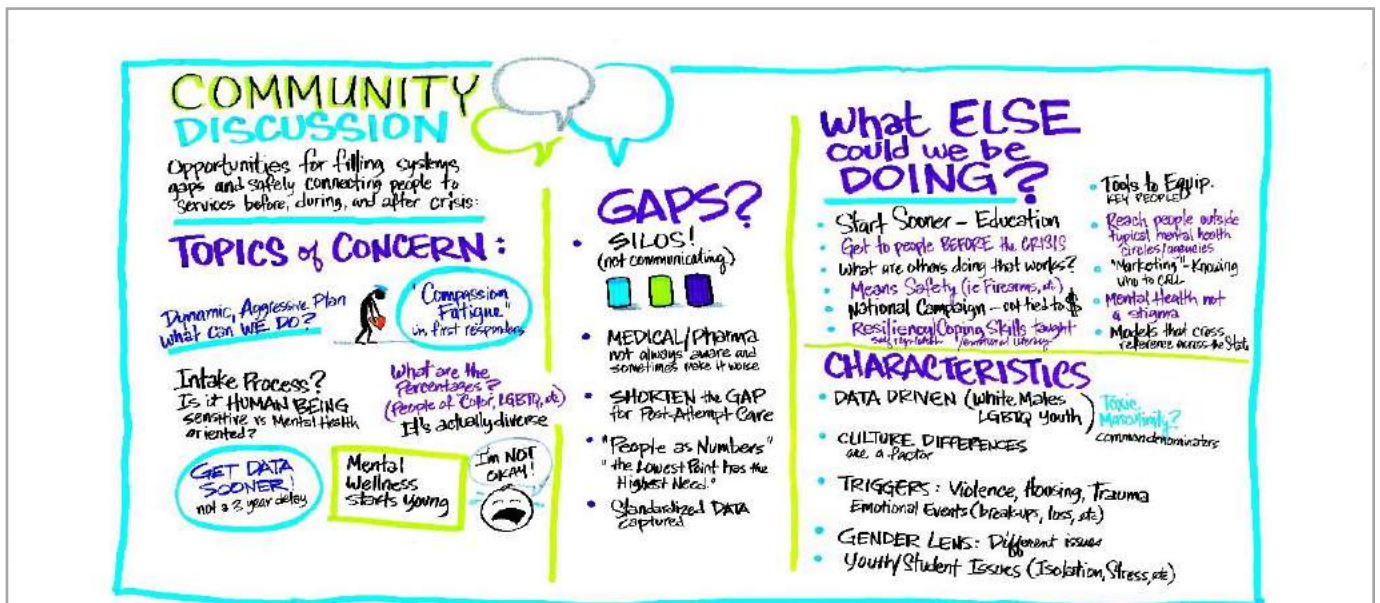 COMMUNITY
DISCUSSION
Opportunities for filling systems
gaps and safely connecting people to
services before, during, and after crisis:
TOPICS of CONCERN:
Dynamic, Aggressive Plan
What can WE DO?
"Compassion
Fatigue"
in first responders
Intake Process?
Is it HUMAN BEING
sensitive vs Mental Health
oriented?
What are the
Percentages?
(People of Color, LGBTQ, etc)
It's actually diverse
GET DATA
SOONER!
not a 3 year delay
Mental
Wellness
starts young
I'm NOT
OKAY!
GAPS?
• SILOS!
(not communicating)
• MEDICAL/Pharma
not always aware and
sometimes make it worse
• SHORTEN the GAP
for Post-Attempt Care
• "People as Numbers"
"the Lowest Point has the
Highest Need."
• Standardized DATA
captured
What ELSE
could we be
DOING?
• Start Sooner - Education
• Get to people BEFORE the CRISIS
• What are others doing that works?
• Means Safety (ie Firearms, etc)
• National Campaign - not tied to $
• Resiliency/Coping Skills taught
/emotional literacy
• Tools to Equip.
KEY PEOPLE
• Reach people outside
typical mental health
circles/agencies
• "Marketing" - Knowing
who to CALL
• Mental Health not
a stigma
• Models that cross
reference across the State
CHARACTERISTICS
• DATA DRIVEN (White Males
LGBTQ Youth)
Toxic
Masculinity?
common denominators
• CULTURE DIFFERENCES
are a factor
• TRIGGERS: Violence, Housing, Trauma
Emotional Events (break-ups, loss, etc)
• GENDER LENS: Different issues
• Youth/Student Issues (Isolation, Stress, etc)